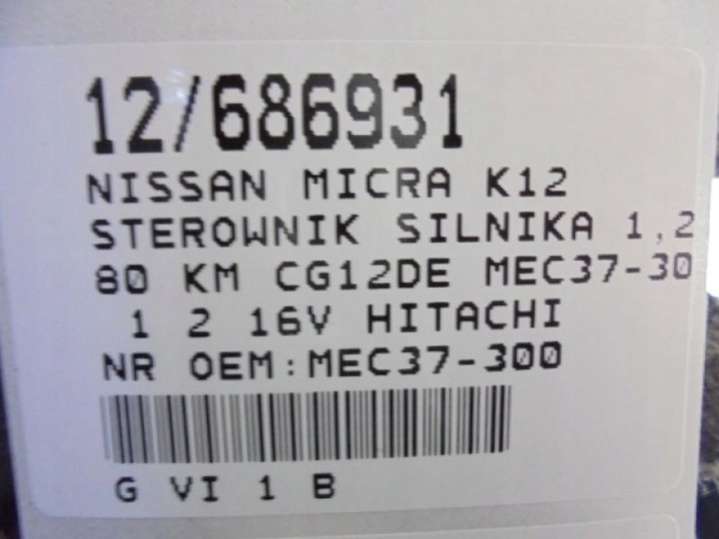 12/686931
NISSAN MICRA K12
STEROWNIK SILNIKA 1,2
80 KM CG12DE MEC37-30
1 2 16V HITACHI
NR OEM:MEC37-300
G VI 1 B